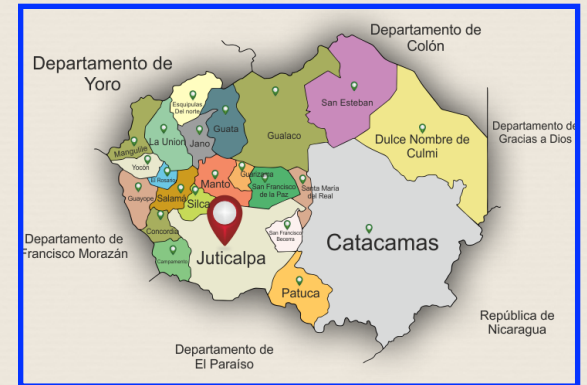 Departamento de
Colón
Departamento de
Yoro
Esquipulas
Del norte
San Esteban
La Union
Guata
Jano
Gualaco
Departamento de
Gracias a Dios
Dulce Nombre de
Culmi
Mangulile
Yocón
El Rosario
Manto
Guarizama
San Francisco
de la Paz
Santa Maria
del Real
Guayope
Salamá
Silca
Concordia
San Francisco
Becerra
Catacamas
Departamento de
Francisco Morazán
Juticalpa
Campamento
Patuca
República de
Nicaragua
Departamento de
El Paraíso